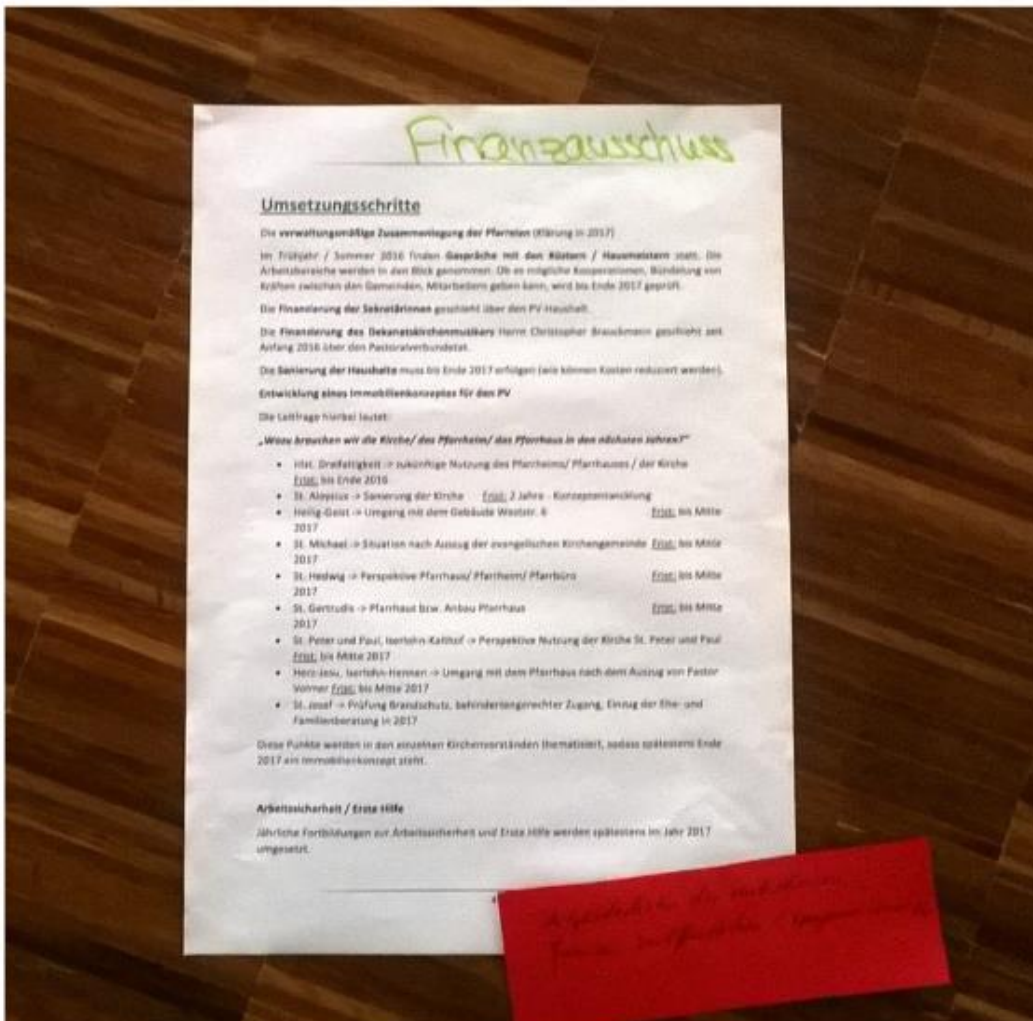 Finanzausschuss
Umsetzungsschritte
Die verwaltungsmäßige Zusammenlegung der Pfarreien (Klärung in 2017)
Im Frühjahr / Sommer 2016 finden Gespräche mit den Küstern / Hausmeistern statt. Die
Arbeitsbereiche werden in den Blick genommen. Ob es mögliche Kooperationen, Bündelung von
Kräften zwischen den Gemeinden, Mitarbeitern geben kann, wird bis Ende 2017 geprüft.
Die Finanzierung der Sekretärinnen geschieht über den PV-Haushalt.
Die Finanzierung des Dekanatskirchenmusikers Herrn Christopher Brauckmann geschieht seit
Anfang 2016 über den Pastoralverbundetat.
Die Sanierung der Haushalte muss bis Ende 2017 erfolgen (wie können Kosten reduziert werden).
Entwicklung eines Immobilienkonzeptes für den PV
Die Leitfrage hierbei lautet:
„Wozu brauchen wir die Kirche/ das Pfarrheim/ das Pfarrhaus in den nächsten Jahren?"
• Hlst. Dreifaltigkeit -> zukünftige Nutzung des Pfarrheims/ Pfarrhauses / der Kirche
Frist: bis Ende 2016
• St. Aloysius -> Sanierung der Kirche Frist: 2 Jahre - Konzeptentwicklung
• Heilig-Geist -> Umgang mit dem Gebäude Weststr. 6 Frist: bis Mitte
2017
• St. Michael -> Situation nach Auszug der evangelischen Kirchengemeinde Frist: bis Mitte
2017
• St. Hedwig -> Perspektive Pfarrhaus/ Pfarrheim/ Pfarrbüro Frist: bis Mitte
2017
• St. Gertrudis -> Pfarrhaus bzw. Anbau Pfarrhaus Frist: bis Mitte
2017
• St. Peter und Paul, Iserlohn-Kalthof -> Perspektive Nutzung der Kirche St. Peter und Paul
Frist: bis Mitte 2017
• Herz-Jesu, Iserlohn-Hennen -> Umgang mit dem Pfarrhaus nach dem Auszug von Pastor
Vormer Frist: bis Mitte 2017
• St. Josef -> Prüfung Brandschutz, behindertengerechter Zugang, Einzug der Ehe- und
Familienberatung in 2017
Diese Punkte werden in den einzelnen Kirchenvorständen thematisiert, sodass spätestens Ende
2017 ein Immobilienkonzept steht.
Arbeitssicherheit / Erste Hilfe
Jährliche Fortbildungen zur Arbeitssicherheit und Erste Hilfe werden spätestens im Jahr 2017
umgesetzt.